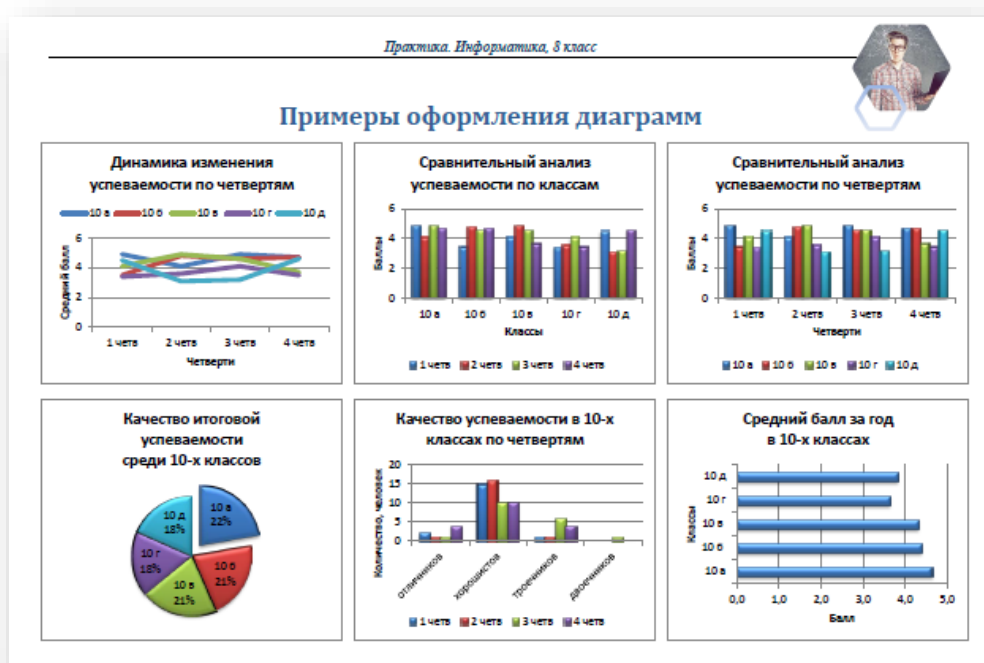 Практика. Информатика, 8 класс
Примеры оформления диаграмм
Динамика изменения
успеваемости по четвертям
10 а 10 б 10 в 10 г 10 д
Средний балл
6
4
2
0
1 четв 2 четв 3 четв 4 четв
Четверти
Сравнительный анализ
успеваемости по классам
Баллы
6
4
2
0
10 а 10 б 10 в 10 г 10 д
Классы
1 четв 2 четв 3 четв 4 четв
Сравнительный анализ
успеваемости по четвертям
Баллы
6
4
2
0
1 четв 2 четв 3 четв 4 четв
Четверти
10 а 10 б 10 в 10 г 10 д
Качество итоговой
успеваемости
среди 10-х классов
10 д
18%
10 а
22%
10 г
18%
10 б
21%
10 в
21%
Качество успеваемости в 10-х
классах по четвертям
Количество, человек
20
15
10
5
0
отличников
хорошистов
троечников
двоечников
1 четв 2 четв 3 четв 4 четв
Средний балл за год
в 10-х классах
Классы
10 д
10 г
10 в
10 б
10 а
0,0 1,0 2,0 3,0 4,0 5,0
Балл